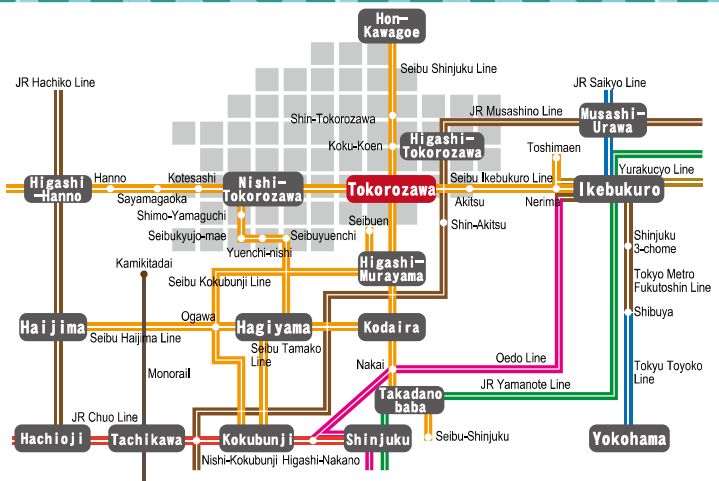 Hon-
Kawagoe
Seibu Shinjuku Line
JR Hachiko Line
JR Saikyo Line
JR Musashino Line
Musashi-
Urawa
Shin-Tokorozawa
Koku-Koen
Higashi-
Tokorozawa
Toshimaen
Yurakucyo Line
Higashi
-Hanno
Hanno
Sayamagaoka
Kotesashi
Nishi-
Tokorozawa
Tokorozawa
Seibu Ikebukuro Line
Akitsu
Nerima
Ikebukuro
Shimo-Yamaguchi
Seibukyujo-mae
Yuenchi-nishi
Seibuyuenchi
Seibuen
Shin-Akitsu
Shinjuku
3-chome
Kamikitadai
Seibu Kokubunji Line
Higashi-
Murayama
Tokyo Metro
Fukutoshin Line
Shibuya
Haijima
Seibu Haijima Line
Ogawa
Hagiyama
Kodaira
Seibu Tamako
Line
Monorail
Nakai
Oedo Line
Tokyu Toyoko
Line
JR Yamanote Line
Takadano
baba
JR Chuo Line
Hachioji
Tachikawa
Kokubunji
Shinjuku
Seibu-Shinjuku
Yokohama
Nishi-Kokubunji
Higashi-Nakano